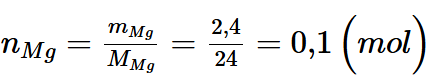 n_{Mg} = \frac{m_{Mg}}{M_{Mg}} = \frac{2,4}{24} = 0,1 (mol)